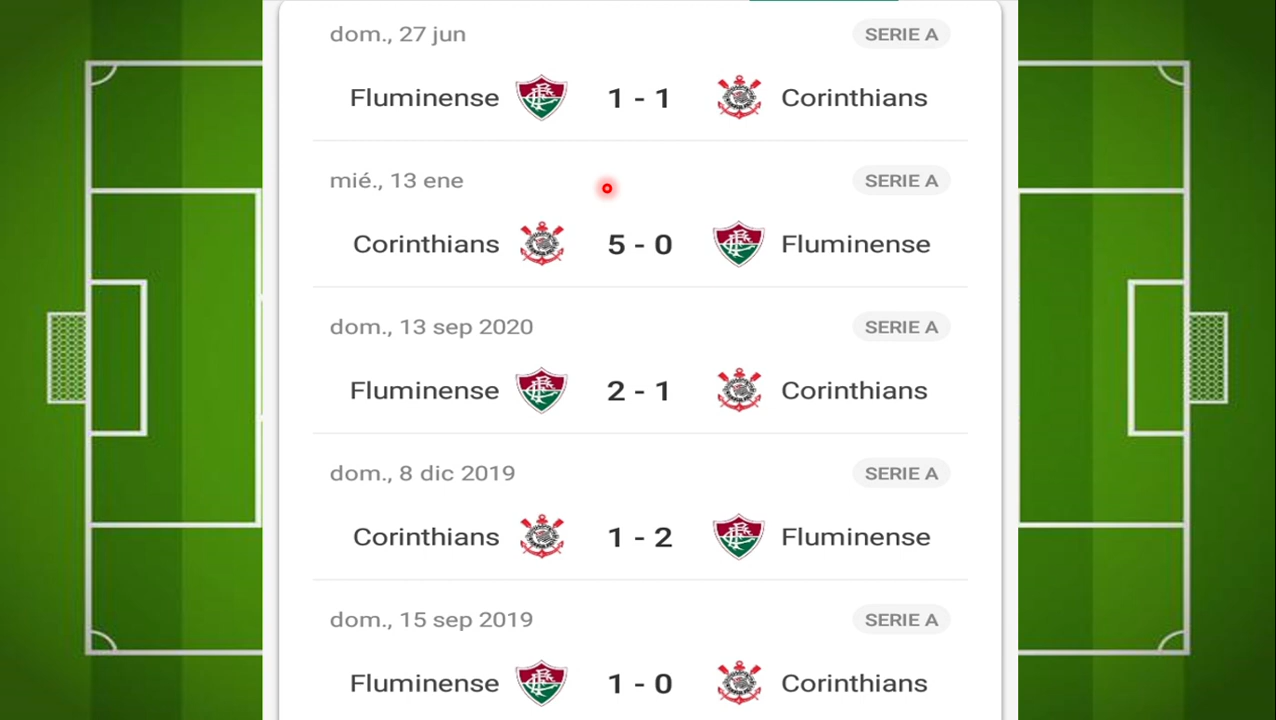 dom., 27 jun SERIE A
Fluminense 1 - 1 Corinthians
mié., 13 ene SERIE A
Corinthians 5 - 0 Fluminense
dom., 13 sep 2020 SERIE A
Fluminense 2 - 1 Corinthians
dom., 8 dic 2019 SERIE A
Corinthians 1 - 2 Fluminense
dom., 15 sep 2019 SERIE A
Fluminense 1 - 0 Corinthians